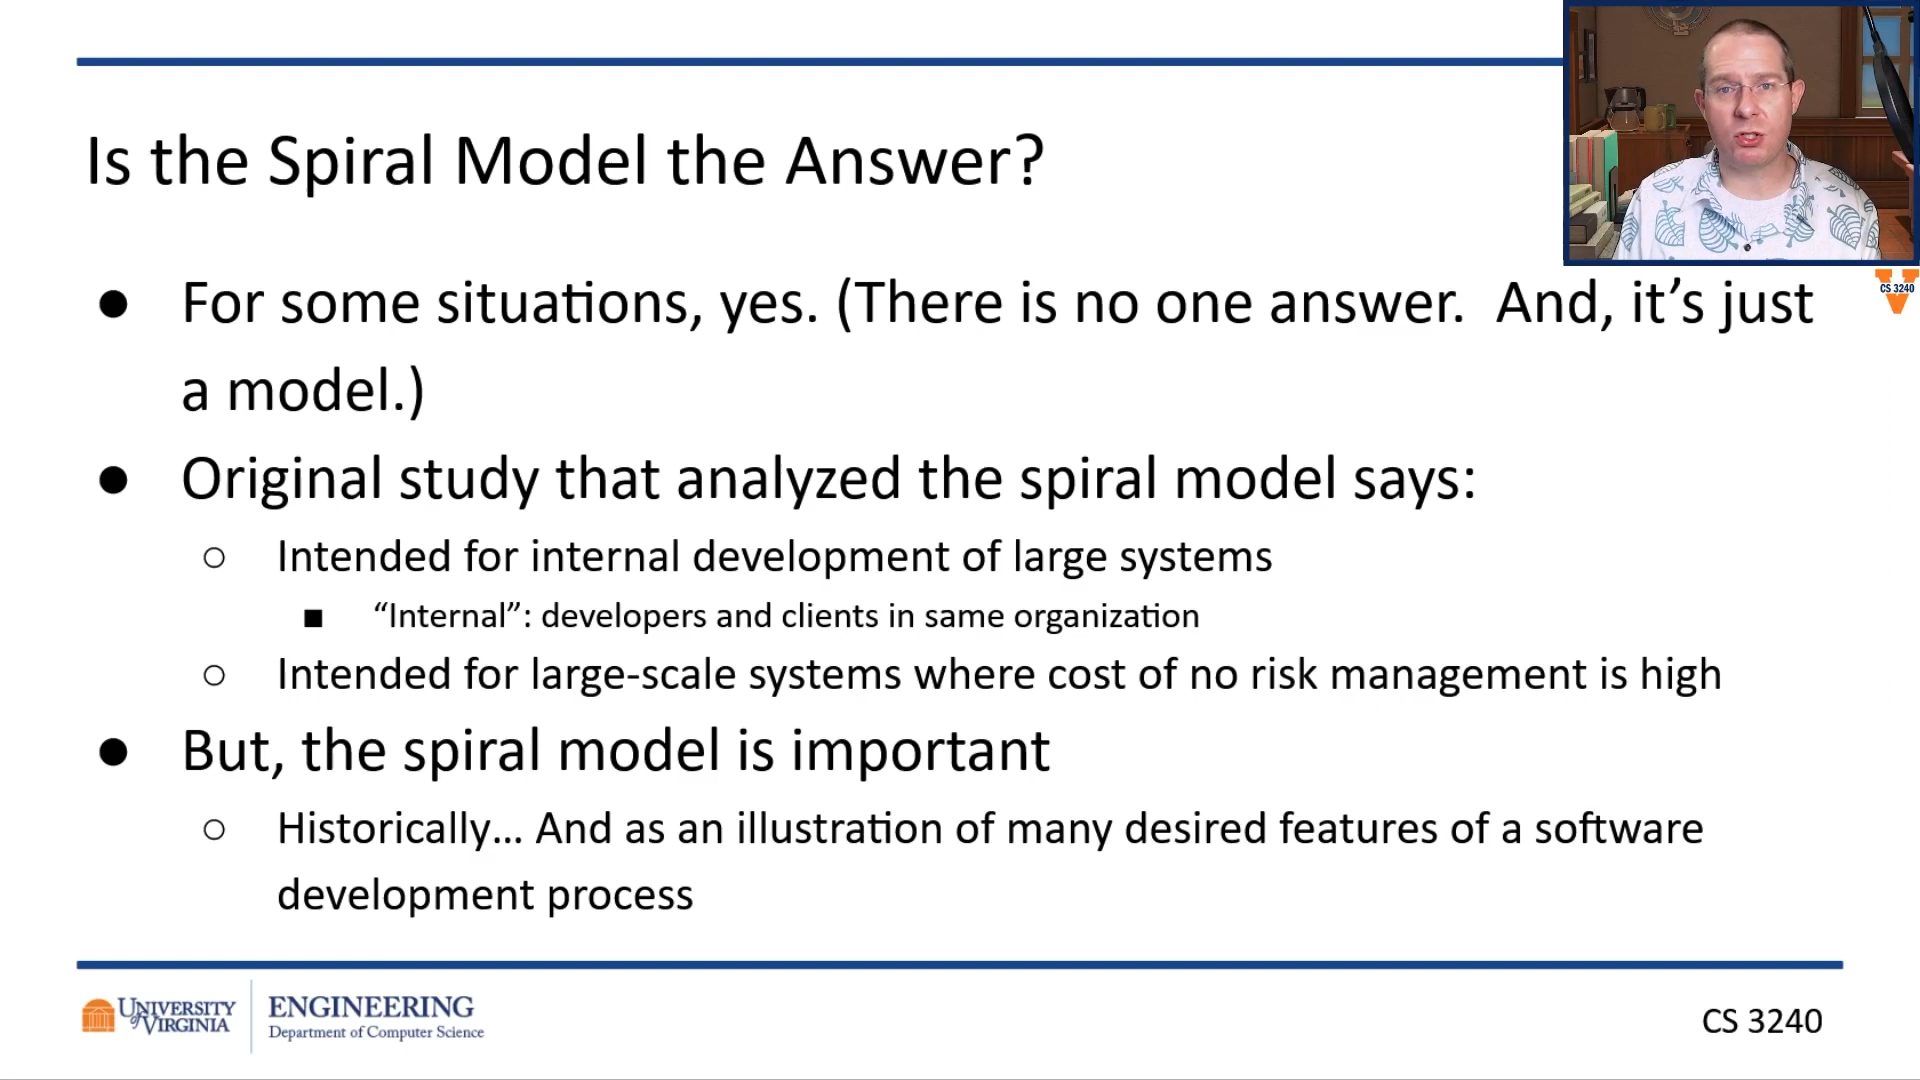 Is the Spiral Model the Answer?
CS 3240
● For some situations, yes. (There is no one answer.  And, it’s just
a model.)
● Original study that analyzed the spiral model says:
○ Intended for internal development of large systems
■ “Internal”: developers and clients in same organization
○ Intended for large-scale systems where cost of no risk management is high
● But, the spiral model is important
○ Historically... And as an illustration of many desired features of a software
development process
UNIVERSITY
of VIRGINIA
ENGINEERING
Department of Computer Science
CS 3240